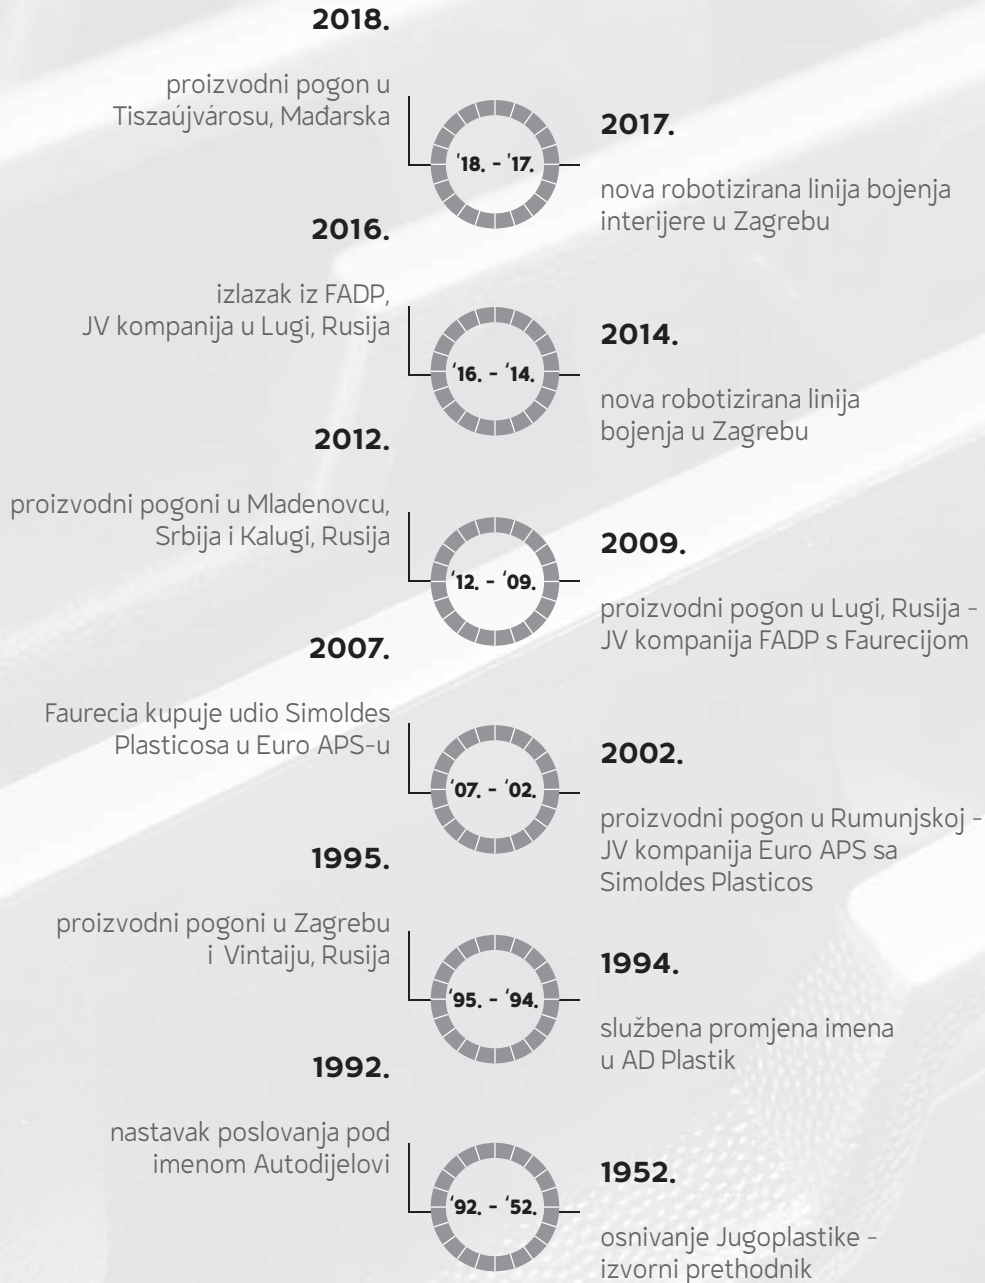 2018.
proizvodni pogon u
Tiszaújvárosu, Mađarska
'18. - '17.
2017.
nova robotizirana linija bojenja
interijere u Zagrebu
2016.
izlazak iz FADP,
JV kompanija u Lugi, Rusija
'16. - '14.
2014.
nova robotizirana linija
bojenja u Zagrebu
2012.
proizvodni pogoni u Mladenovcu,
Srbija i Kalugi, Rusija
'12. - '09.
2009.
proizvodni pogon u Lugi, Rusija -
JV kompanija FADP s Faurecijom
2007.
Faurecia kupuje udio Simoldes
Plasticosa u Euro APS-u
'07. - '02.
2002.
proizvodni pogon u Rumunjskoj -
JV kompanija Euro APS sa
Simoldes Plasticos
1995.
proizvodni pogoni u Zagrebu
i Vintaiju, Rusija
'95. - '94.
1994.
službena promjena imena
u AD Plastik
1992.
nastavak poslovanja pod
imenom Autodijelovi
'92. - '52.
1952.
osnivanje Jugoplastike -
izvorni prethodnik